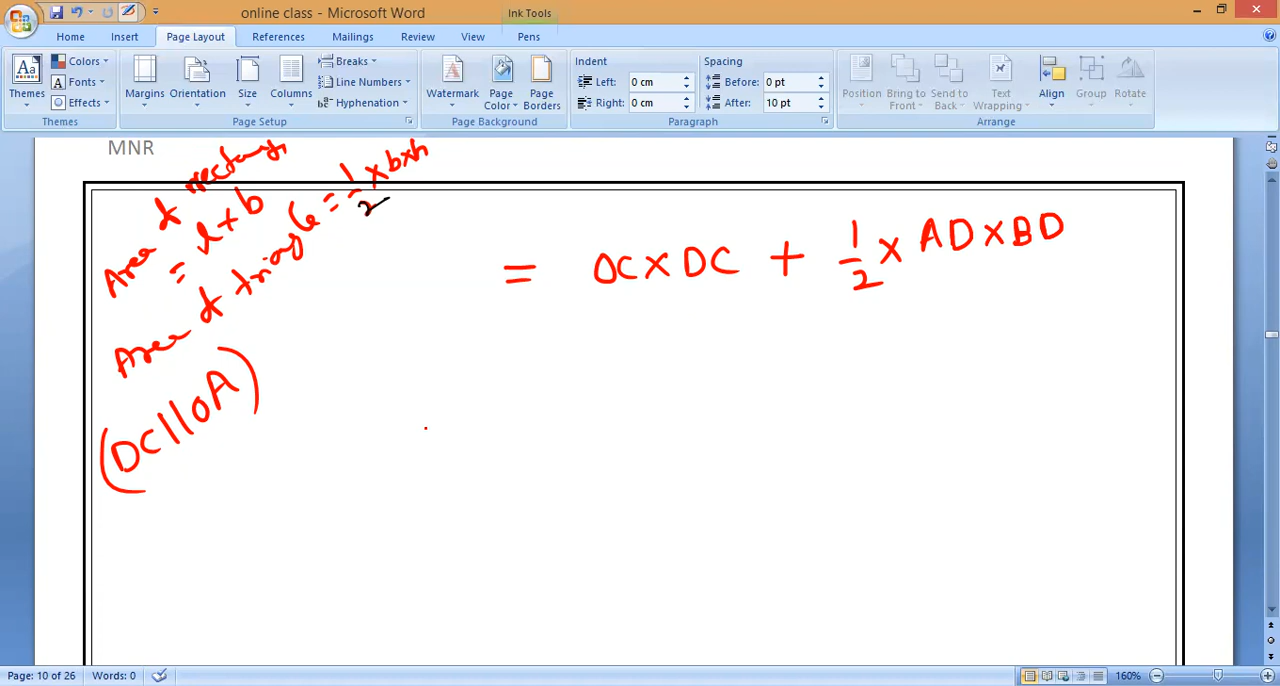 online class - Microsoft Word
Ink Tools
Home Insert Page Layout References Mailings Review View Pens
Themes
Colors
Fonts
Effects
Themes
Margins Orientation Size Columns
Breaks
Line Numbers
Hyphenation
Page Setup
Watermark Page Color Page Borders
Page Background
Indent
Left: 0 cm
Right: 0 cm
Spacing
Before: 0 pt
After: 10 pt
Paragraph
Position Bring to Front Send to Back Text Wrapping Align Group Rotate
Arrange
MNR
Area of
= l + b
Area of triangle = 1/2 x b x h
(DC||OA)
= OC X DC + 1/2 X AD X BD
Page: 10 of 26 Words: 0
160%